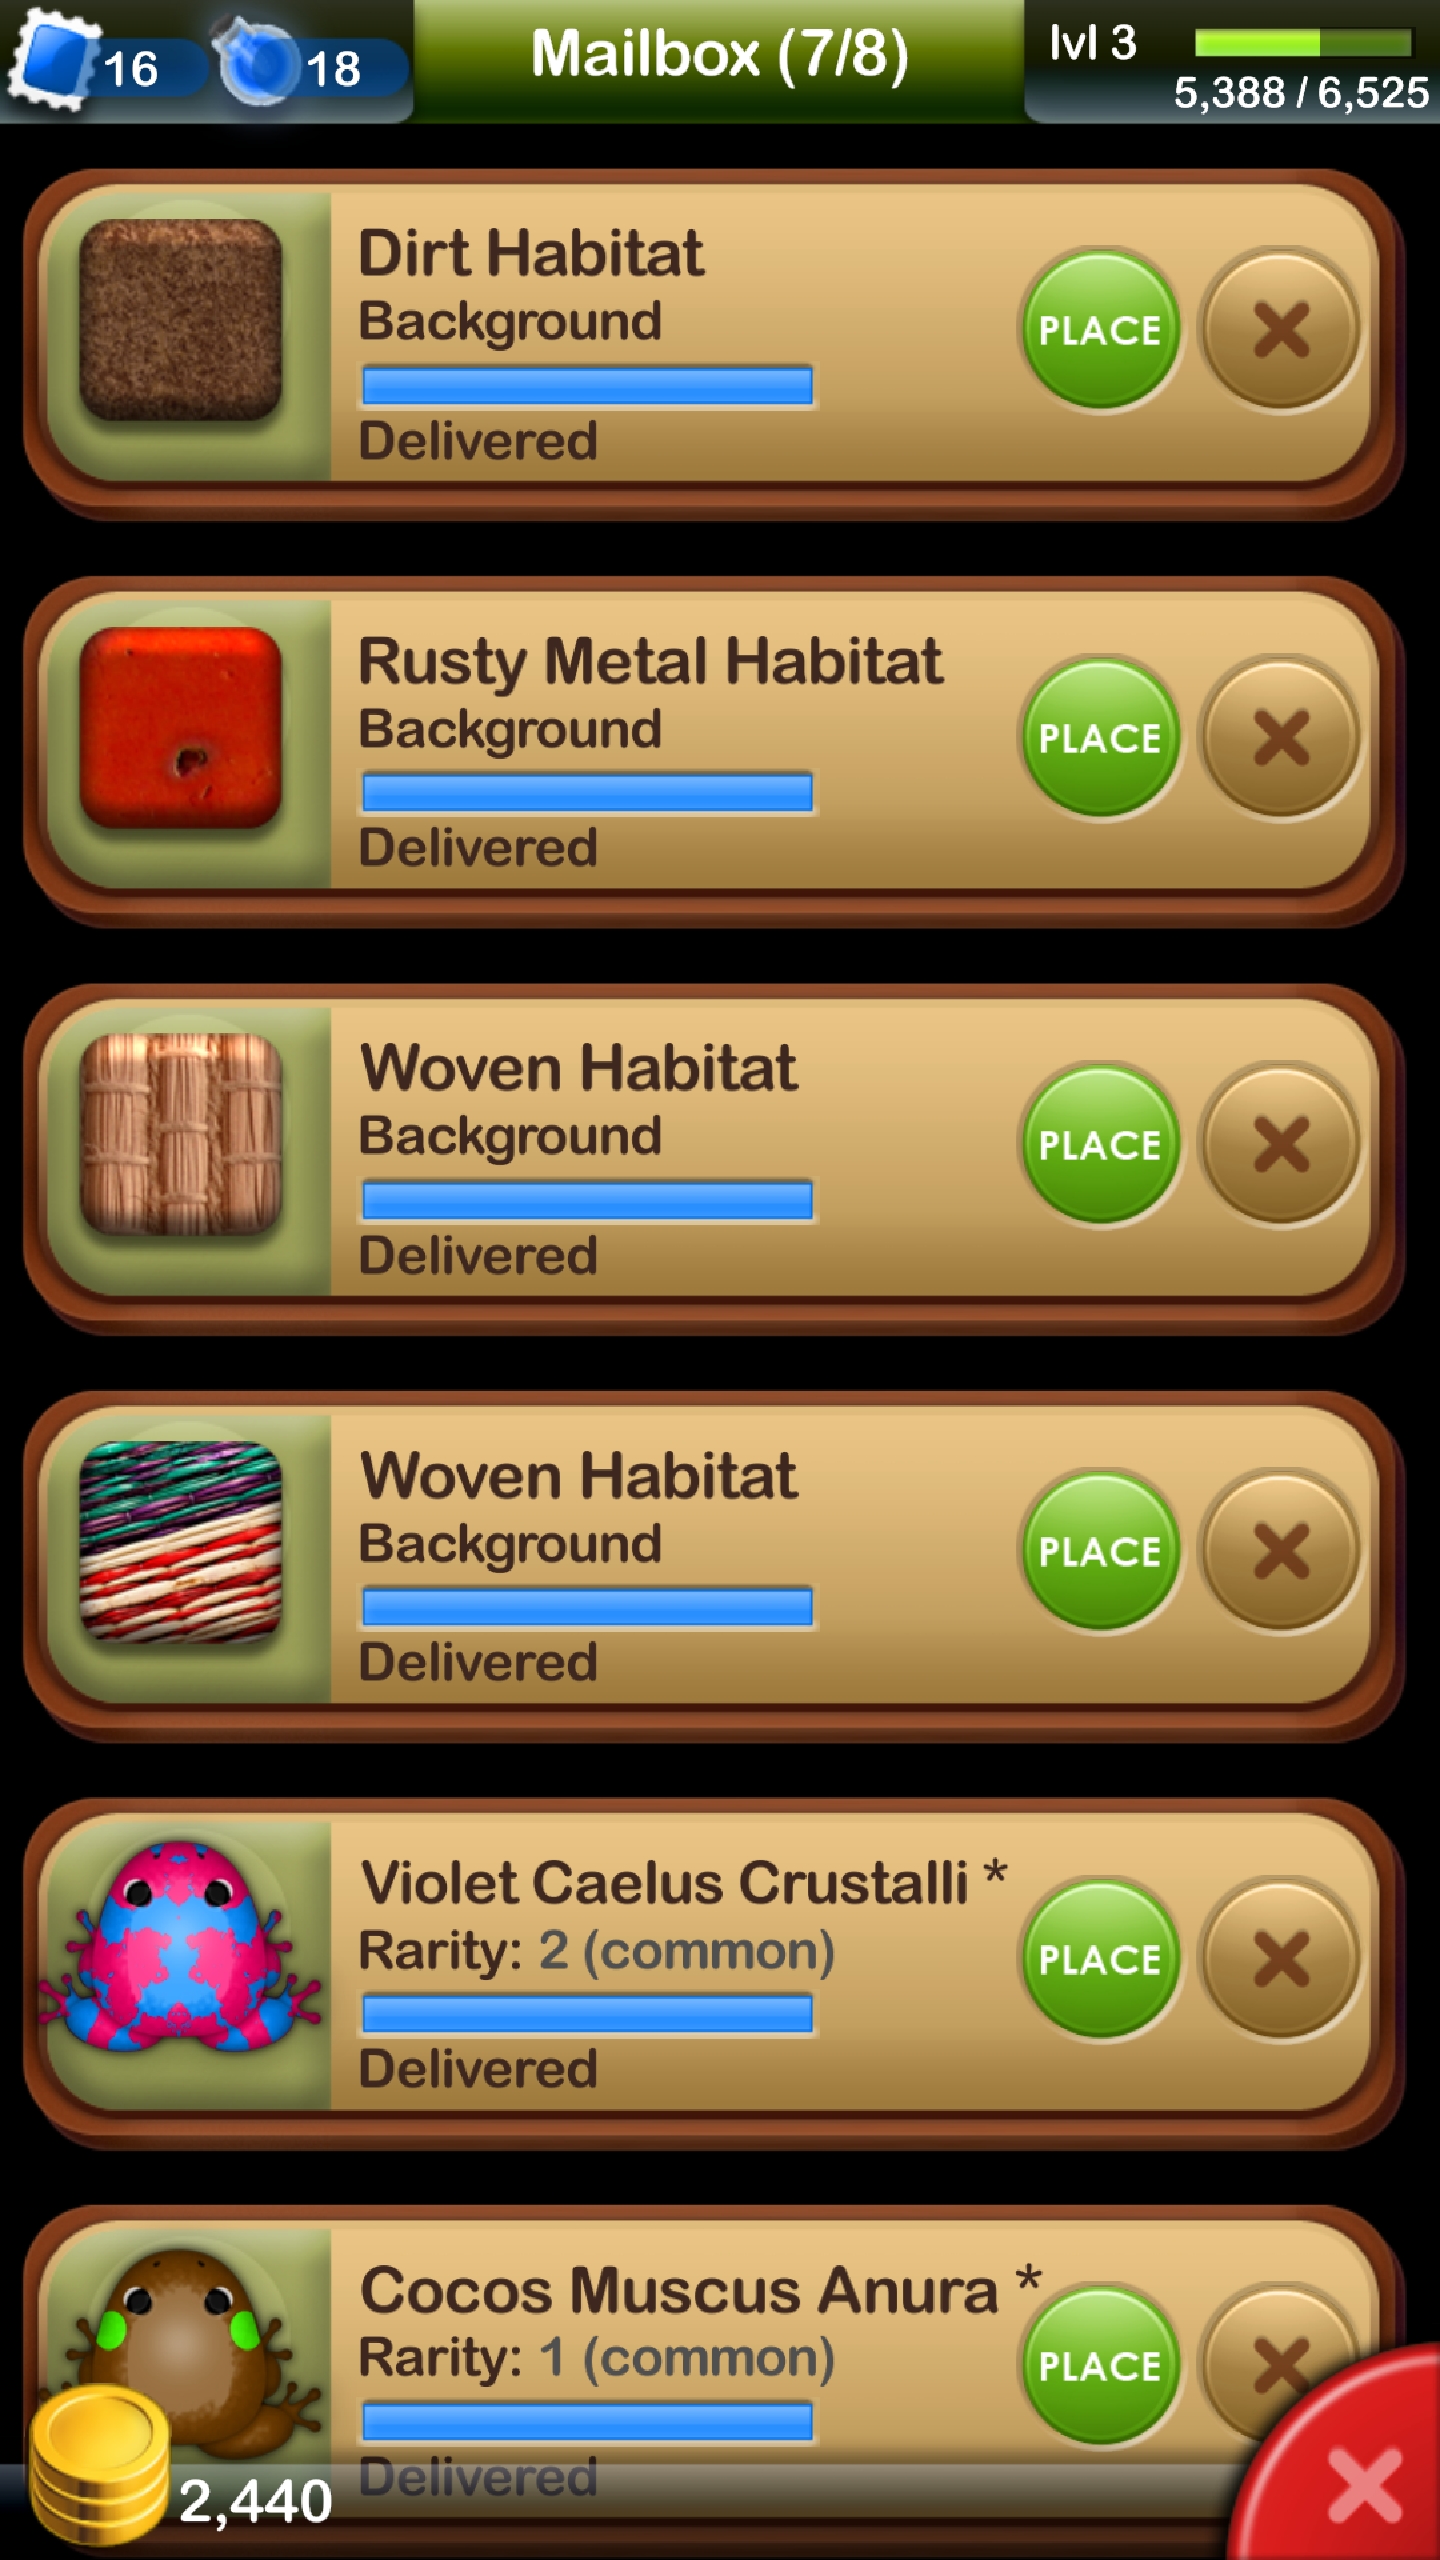 16
18
Mailbox (7/8)
lvl 3
5,388 / 6,525
Dirt Habitat
Background
Delivered
PLACE
Rusty Metal Habitat
Background
Delivered
PLACE
Woven Habitat
Background
Delivered
PLACE
Woven Habitat
Background
Delivered
PLACE
Violet Caelus Crustalli *
Rarity: 2 (common)
Delivered
PLACE
Cocos Muscus Anura *
Rarity: 1 (common)
Delivered
PLACE
2,440